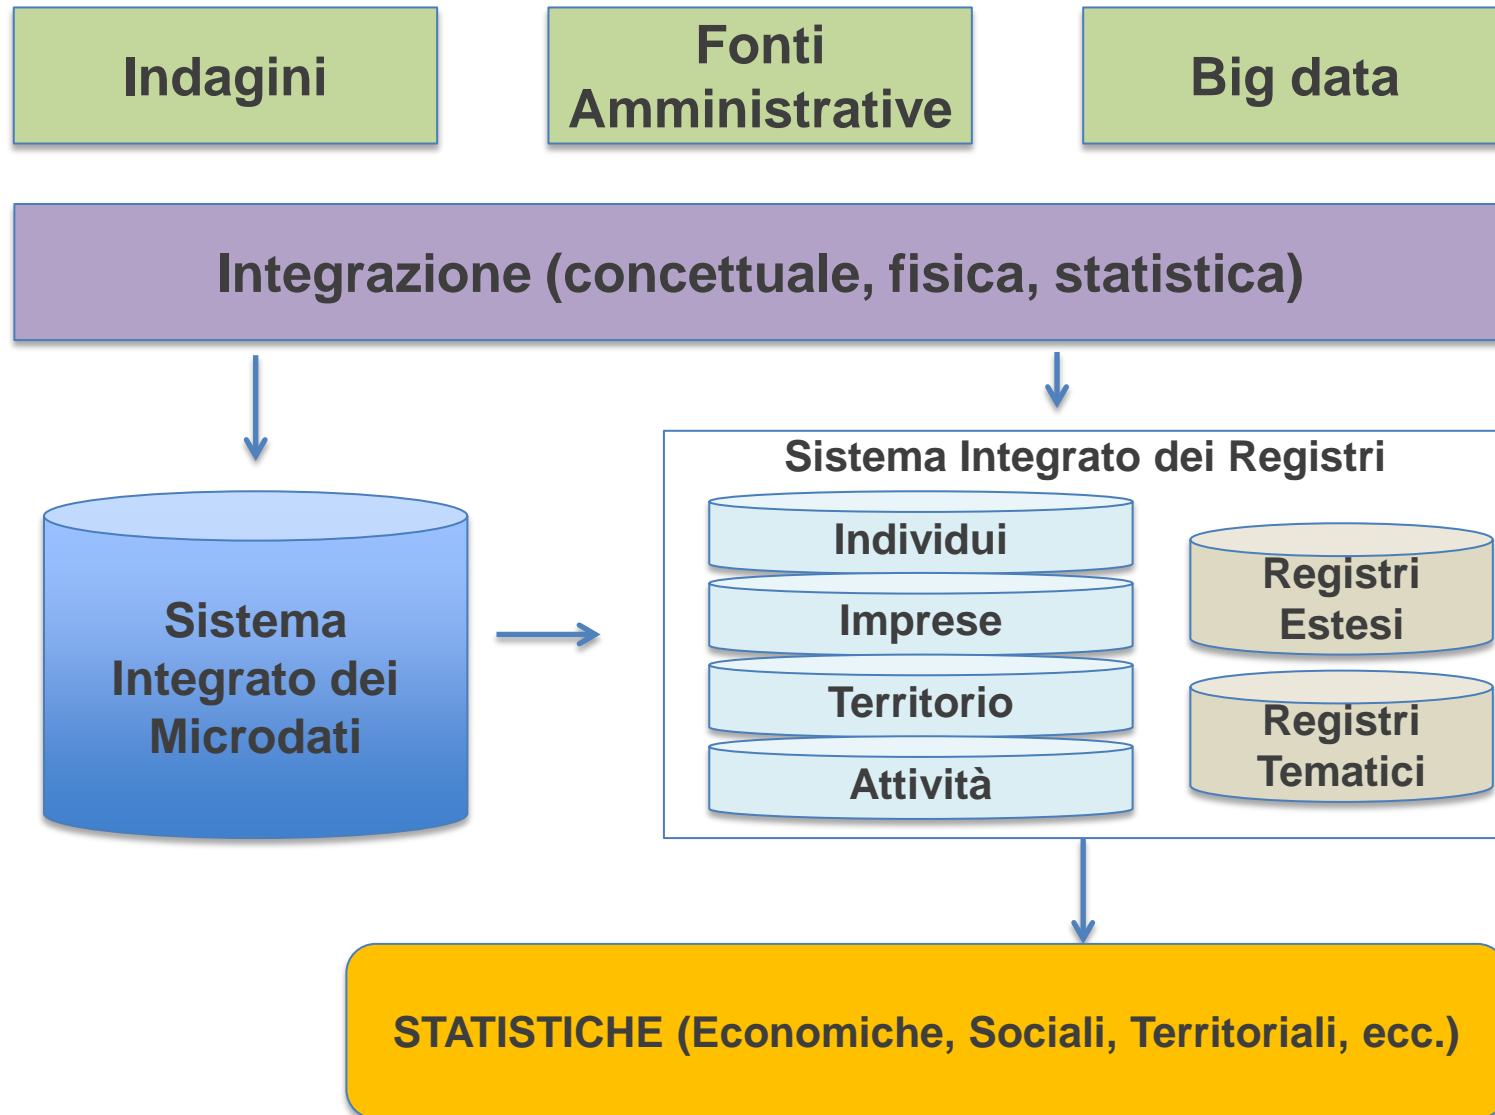 Indagini
Fonti
Amministrative
Big data
Integrazione (concettuale, fisica, statistica)
Sistema
Integrato dei
Microdati
Sistema Integrato dei Registri
Individui
Imprese
Territorio
Attività
Registri
Estesi
Registri
Tematici
STATISTICHE (Economiche, Sociali, Territoriali, ecc.)